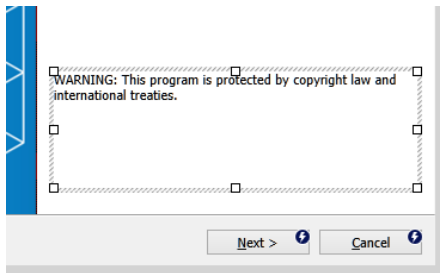 WARNING: This program is protected by copyright law and
international treaties.
Next >
Cancel